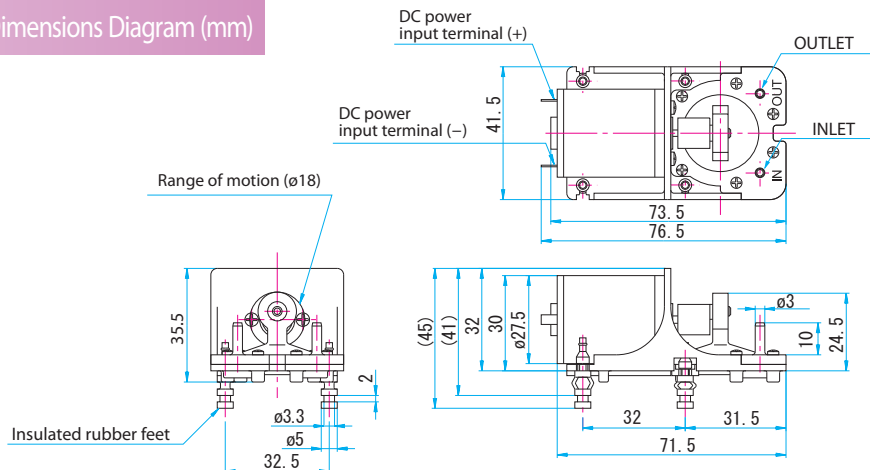 imensions Diagram (mm)
DC power
input terminal (+)
OUTLET
DC power
input terminal (−)
INLET
OUT
IN
41.5
73.5
76.5
Range of motion (ø18)
35.5
2
ø3.3
ø5
32.5
Insulated rubber feet
(45)
(41)
32
30
ø27.5
ø3
10
24.5
32
31.5
71.5